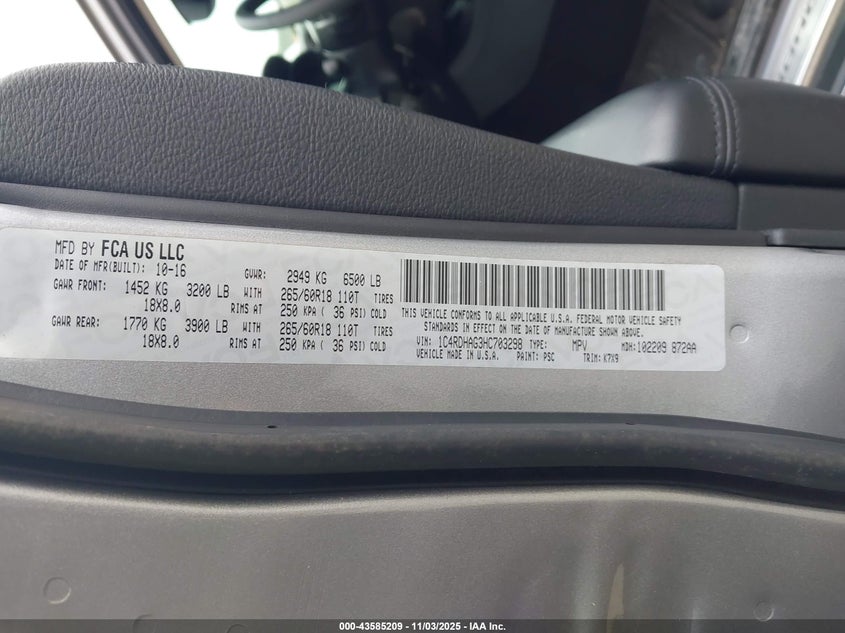 MFD BY FCA US LLC
DATE OF MFR(BUILT): 10-16 GVWR: 2949 KG 6500 LB
GAWR FRONT: 1452 KG 3200 LB WITH 265/60R18 110T TIRES
18X8.0 RIMS AT 250 KPA ( 36 PSI) COLD
GAWR REAR: 1770 KG 3900 LB WITH 265/60R18 110T TIRES
18X8.0 RIMS AT 250 KPA ( 36 PSI) COLD
THIS VEHICLE CONFORMS TO ALL APPLICABLE U.S.A. FEDERAL MOTOR VEHICLE SAFETY
STANDARDS IN EFFECT ON THE DATE OF MANUFACTURE SHOWN ABOVE.
VIN: 1C4RDHAG3HC703298 TYPE: MPV MDH: 102209 872AA
VEHICLE MADE IN U.S.A. PAINT: PSC TRIM: K7X9
000-43585209 - 11/03/2025 - IAA Inc.